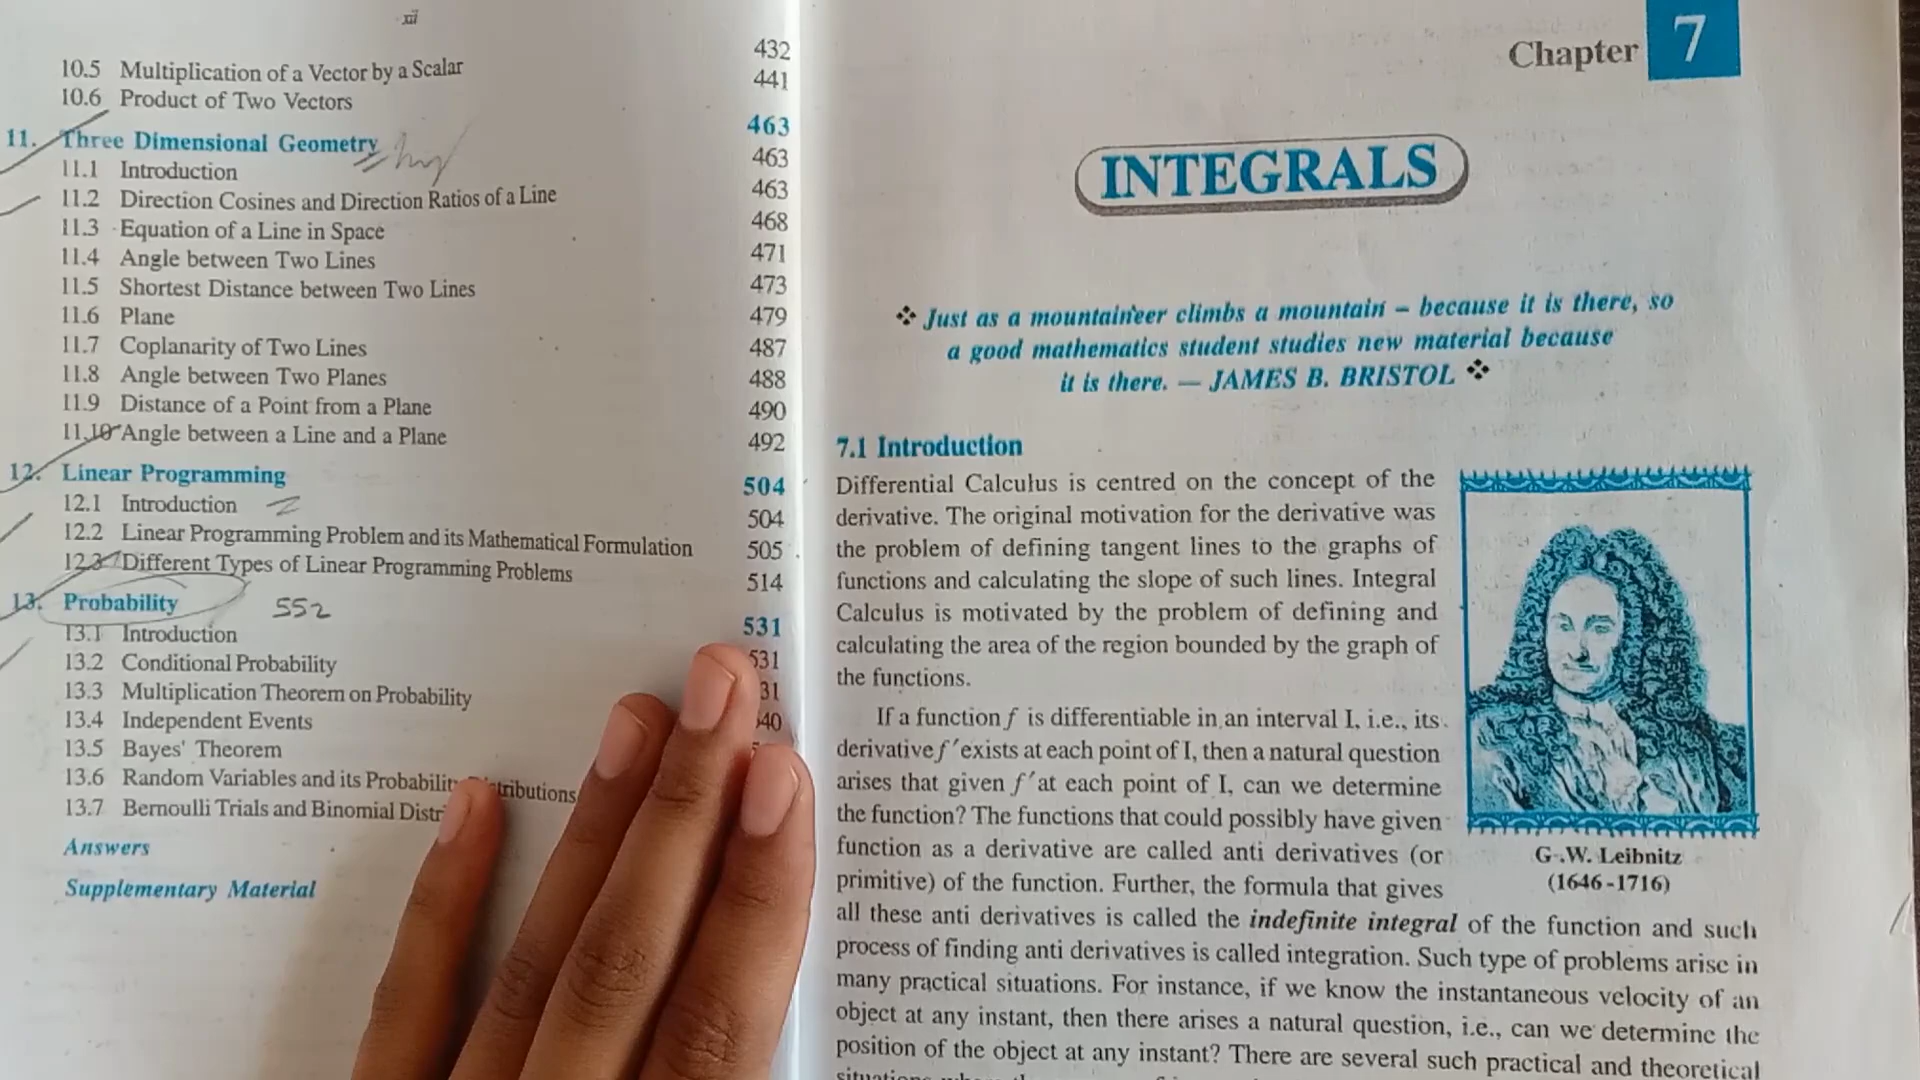 xii
10.5 Multiplication of a Vector by a Scalar 432
10.6 Product of Two Vectors 441
11. Three Dimensional Geometry 463
11.1 Introduction 463
11.2 Direction Cosines and Direction Ratios of a Line 463
11.3 Equation of a Line in Space 468
11.4 Angle between Two Lines 471
11.5 Shortest Distance between Two Lines 473
11.6 Plane 479
11.7 Coplanarity of Two Lines 487
11.8 Angle between Two Planes 488
11.9 Distance of a Point from a Plane 490
11.10 Angle between a Line and a Plane 492
12. Linear Programming 504
12.1 Introduction 504
12.2 Linear Programming Problem and its Mathematical Formulation 505
12.3 Different Types of Linear Programming Problems 514
13. Probability 552 531
13.1 Introduction 531
13.2 Conditional Probability 31
13.3 Multiplication Theorem on Probability 40
13.4 Independent Events
13.5 Bayes' Theorem
13.6 Random Variables and its Probabilit tributions
13.7 Bernoulli Trials and Binomial Distr
Answers
Supplementary Material
Chapter 7
INTEGRALS
❖ Just as a mountaineer climbs a mountain – because it is there, so
a good mathematics student studies new material because
it is there. — JAMES B. BRISTOL ❖
7.1 Introduction
Differential Calculus is centred on the concept of the
derivative. The original motivation for the derivative was
the problem of defining tangent lines to the graphs of
functions and calculating the slope of such lines. Integral
Calculus is motivated by the problem of defining and
calculating the area of the region bounded by the graph of
the functions.
If a function f is differentiable in an interval I, i.e., its
derivative f′ exists at each point of I, then a natural question
arises that given f′ at each point of I, can we determine
the function? The functions that could possibly have given
function as a derivative are called anti derivatives (or
primitive) of the function. Further, the formula that gives
G .W. Leibnitz
(1646 -1716)
all these anti derivatives is called the indefinite integral of the function and such
process of finding anti derivatives is called integration. Such type of problems arise in
many practical situations. For instance, if we know the instantaneous velocity of an
object at any instant, then there arises a natural question, i.e., can we determine the
position of the object at any instant? There are several such practical and theoretical